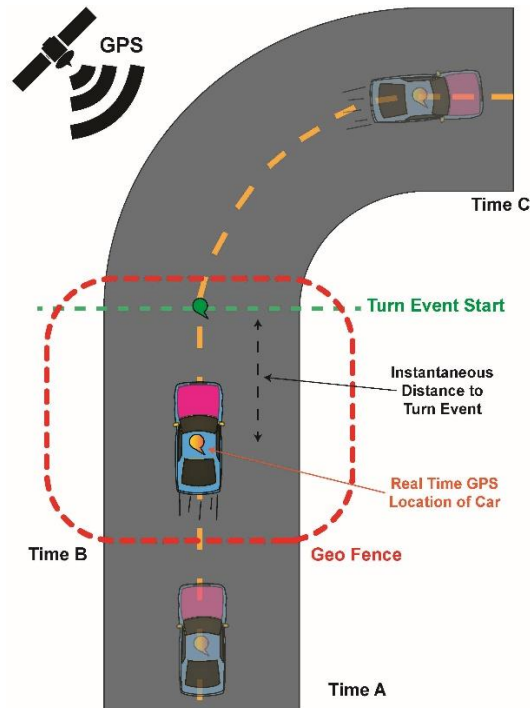 GPS
Time C
Turn Event Start
Instantaneous
Distance to
Turn Event
Real Time GPS
Location of Car
Time B
Geo Fence
Time A